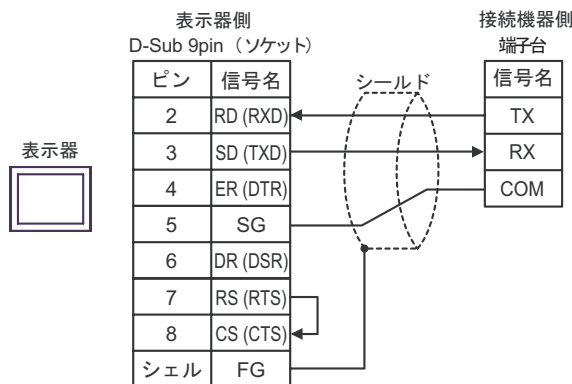 表示器側
D-Sub 9pin（ソケット）
接続機器側
端子台
ピン 信号名
シールド
信号名
2 RD (RXD)
TX
3 SD (TXD)
RX
表示器
4 ER (DTR)
COM
5 SG
6 DR (DSR)
7 RS (RTS)
8 CS (CTS)
シェル FG